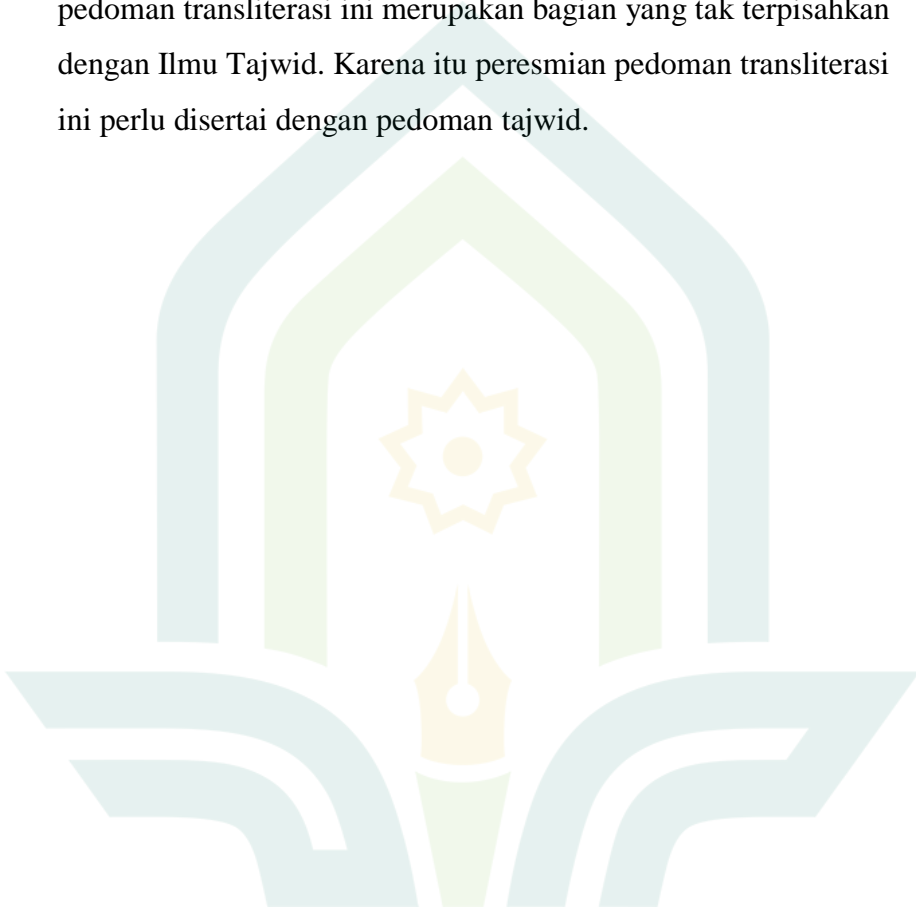 pedoman transliterasi ini merupakan bagian yang tak terpisahkan
dengan Ilmu Tajwid. Karena itu peresmian pedoman transliterasi
ini perlu disertai dengan pedoman tajwid.